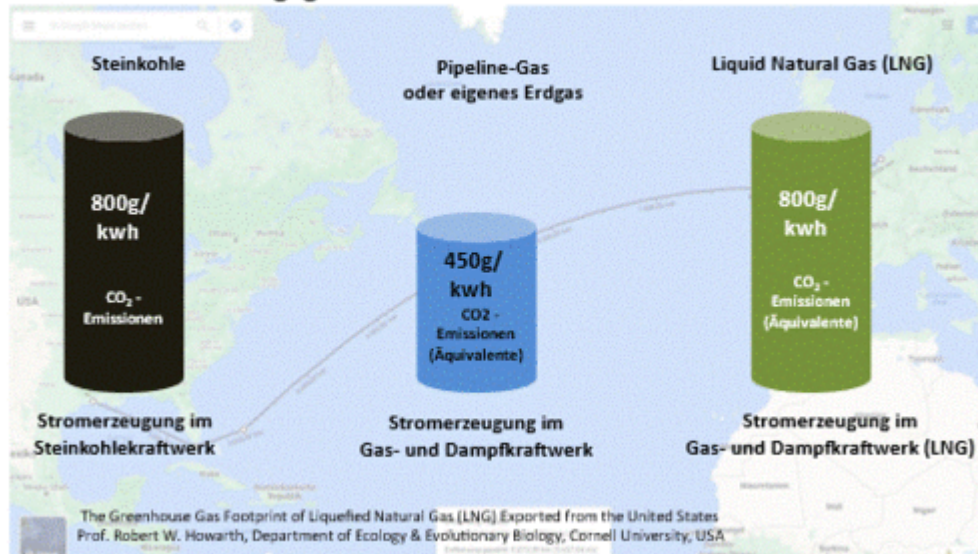 Steinkohle
Pipeline-Gas
oder eigenes Erdgas
Liquid Natural Gas (LNG)
800g/
kwh
CO₂ -
Emissionen
450g/
kwh
CO2 -
Emissionen
(Äquivalente)
800g/
kwh
CO₂ -
Emissionen
(Äquivalente)
Stromerzeugung im
Steinkohlekraftwerk
Stromerzeugung im
Gas- und Dampfkraftwerk
Stromerzeugung im
Gas- und Dampfkraftwerk (LNG)
USA
The Greenhouse Gas Footprint of Liquefied Natural Gas (LNG) Exported from the United States
Prof. Robert W. Howarth, Department of Ecology & Evolutionary Biology, Cornell University, USA